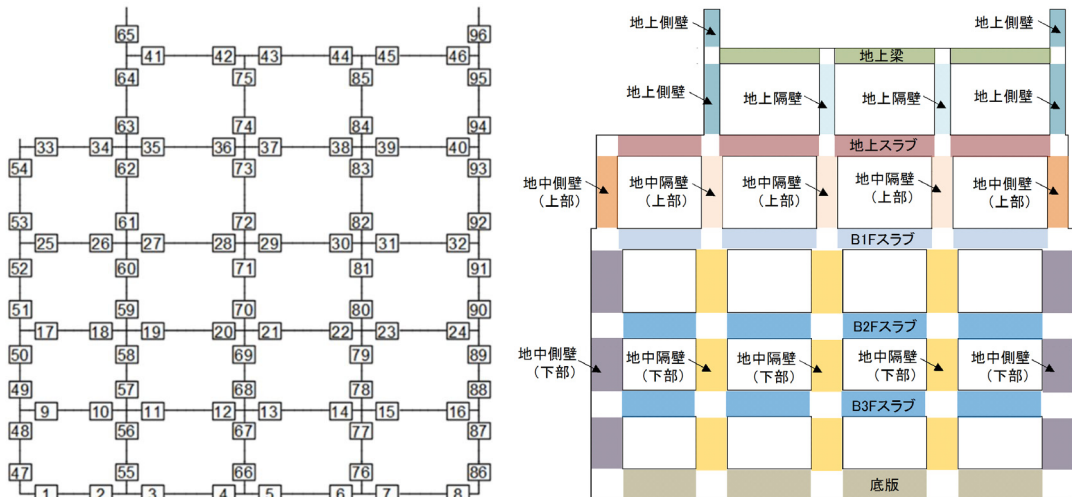 65
96
41 42 43 44 45 46
64 75 85 95
63 74 84 94
33 34 35 36 37 38 39 40
54 62 73 83 93
53 61 72 82 92
25 26 27 28 29 30 31 32
52 60 71 81 91
51 59 70 80 90
17 18 19 20 21 22 23 24
50 58 69 79 89
49 57 68 78 88
9 10 11 12 13 14 15 16
48 56 67 77 87
47 55 66 76 86
1 2 3 4 5 6 7 8
地上側壁
地上側壁
地上梁
地上側壁
地上隔壁
地上隔壁
地上側壁
地上スラブ
地中側壁
(上部)
地中隔壁
(上部)
地中隔壁
(上部)
地中隔壁
(上部)
地中側壁
(上部)
B1Fスラブ
B2Fスラブ
地中側壁
(下部)
地中隔壁
(下部)
地中隔壁
(下部)
地中隔壁
(下部)
地中側壁
(下部)
B3Fスラブ
底版